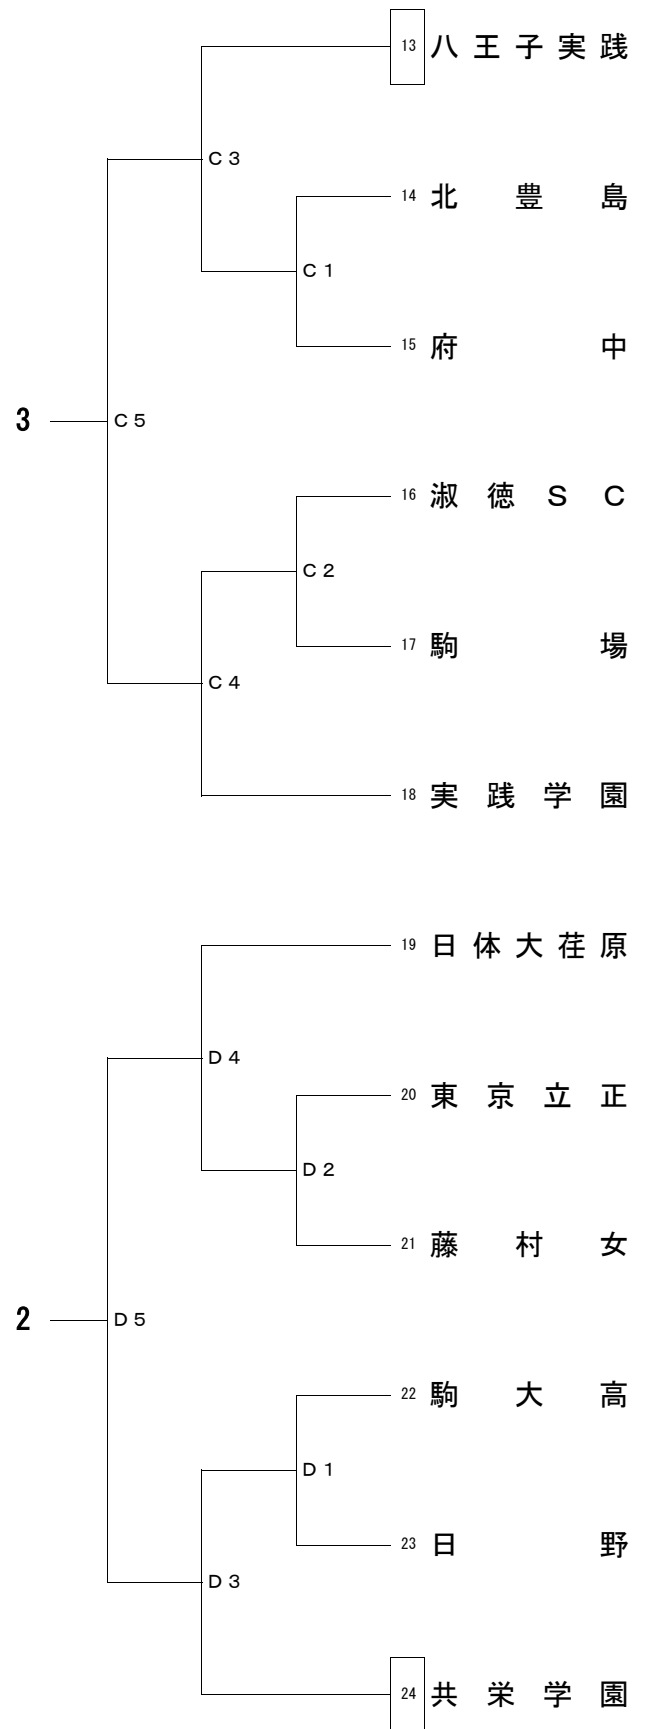 13 八王子実践
C3
14 北豊島
C1
15 府中
3 C5
16 淑徳SC
C2
17 駒場
C4
18 実践学園
19 日体大荏原
D4
20 東京立正
D2
21 藤村女
2 D5
22 駒大高
D1
23 日野
D3
24 共栄学園